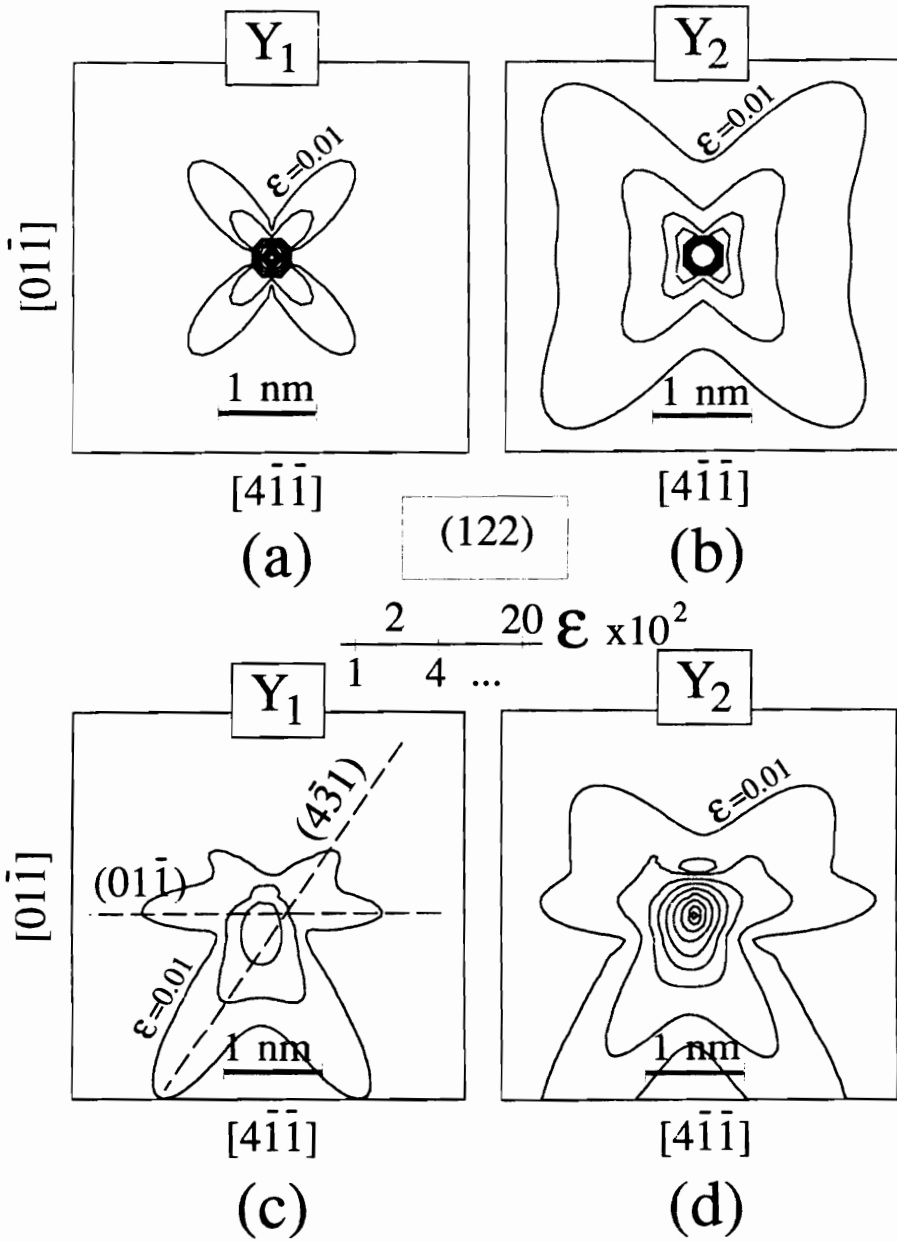 Y₁
Y₂
ε=0.01
ε=0.01
[011̄]
1 nm
1 nm
[41̄1̄]
[41̄1̄]
(a)
(122)
(b)
2 20 ε x10²
1 4 ...
Y₁
Y₂
(43̄1)
ε=0.01
(011̄)
[011̄]
ε=0.01
1 nm
1 nm
[41̄1̄]
[41̄1̄]
(c)
(d)